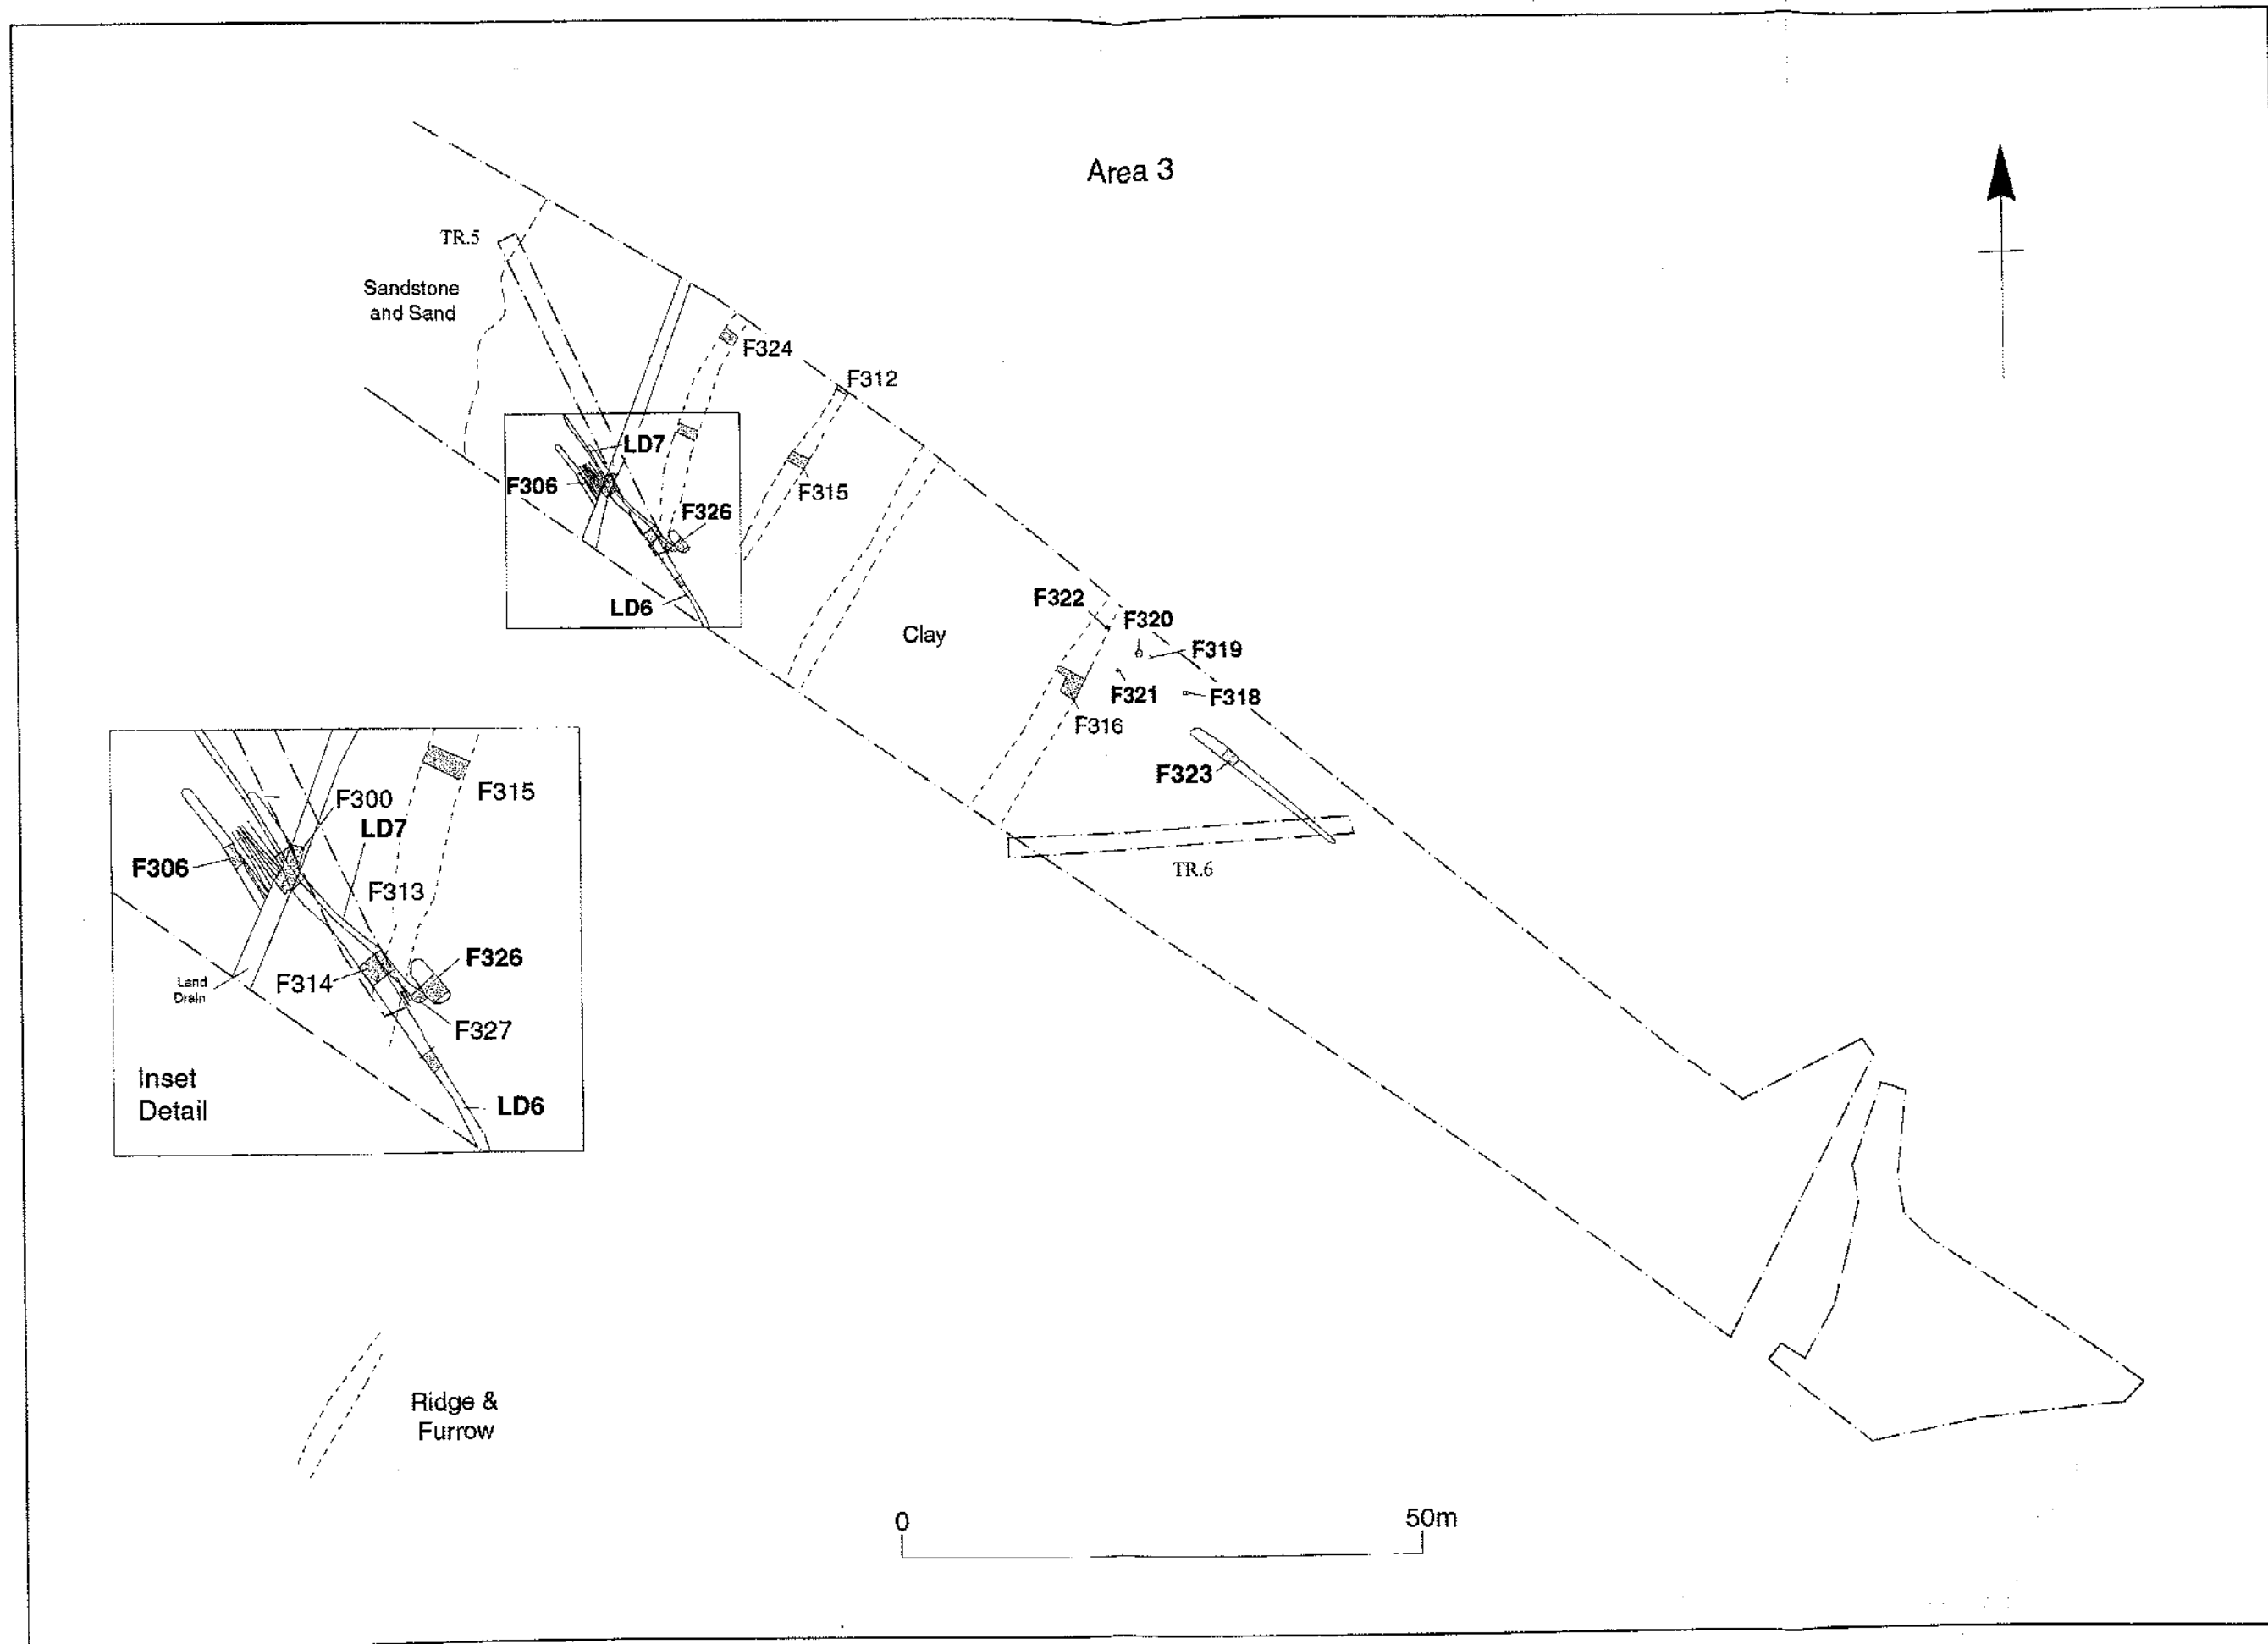 Area 3
TR.5
Sandstone
and Sand
F324
F312
LD7
F306
F315
F326
LD6
Clay
F322
F320
F319
F321
F318
F316
F323
TR.6
F315
F300
LD7
F306
F313
F326
F314
Land
Drain
F327
Inset
Detail
LD6
Ridge &
Furrow
0
50m